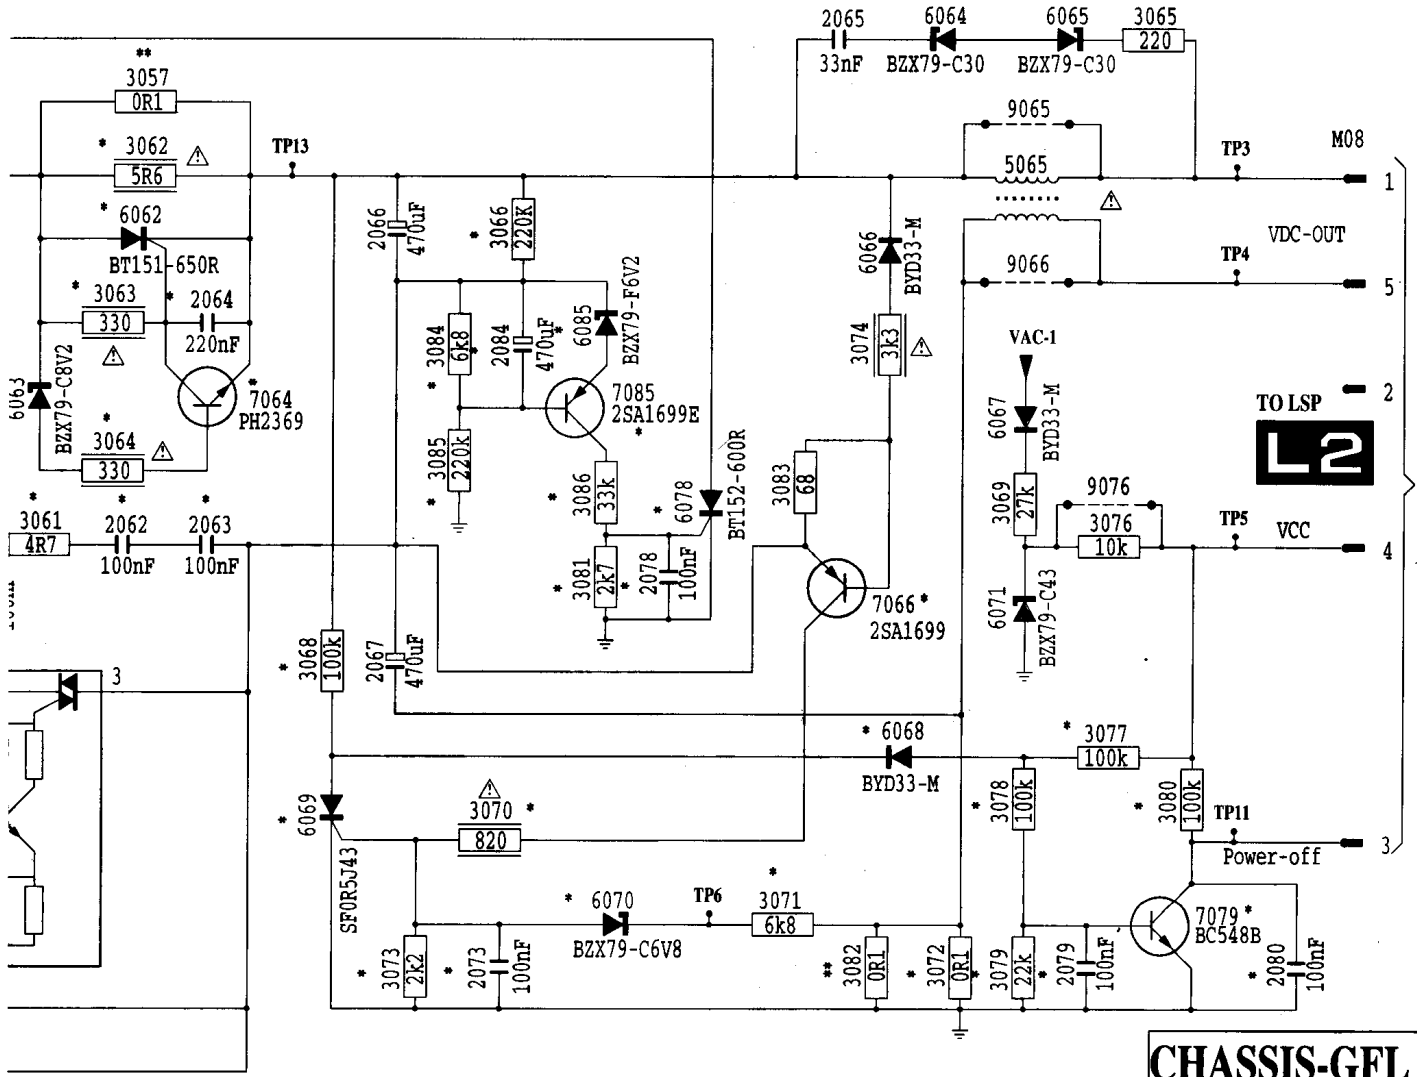 2065
6064
6065
3065
220
33nF
BZX79-C30
BZX79-C30
**
3057
0R1
9065
* 3062
5R6
TP13
5065
TP3
M08
1
* 6062
BT151-650R
2066
470uF
* 3066
220K
6066
BYD33-M
9066
VDC-OUT
TP4
5
* 3063
330
* 2064
220nF
3084
6k8
*
2084
470uF
*
6085
BZX79-F6V2
3074
3k3
VAC-1
6063
BZX79-C8V2
* 7064
PH2369
*
7085
2SA1699E
*
6067
BYD33-M
2
TO LSP
L2
* 3064
330
3085
220k
*
* 3086
33k
* 6078
BT152-600R
3083
68
3069
27k
9076
* 3061
4R7
* 2062
100nF
* 2063
100nF
3076
10k
TP5
VCC
4
* 3081
2k7
*
2078
100nF
7066*
2SA1699
6071
BZX79-C43
* 3068
100k
2067
470uF
3
* 6068
BYD33-M
* 3077
100k
* 6069
SF0R5J43
3070 *
820
* 3078
100k
* 3080
100k
TP11
Power-off
3
* 6070
BZX79-C6V8
TP6
*
3071
6k8
7079*
BC548B
* 3073
2k2
* 2073
100nF
** 3082
0R1
* 3072
0R1
*
3079
22k
*
2079
100nF
* 2080
100nF
CHASSIS-GFL